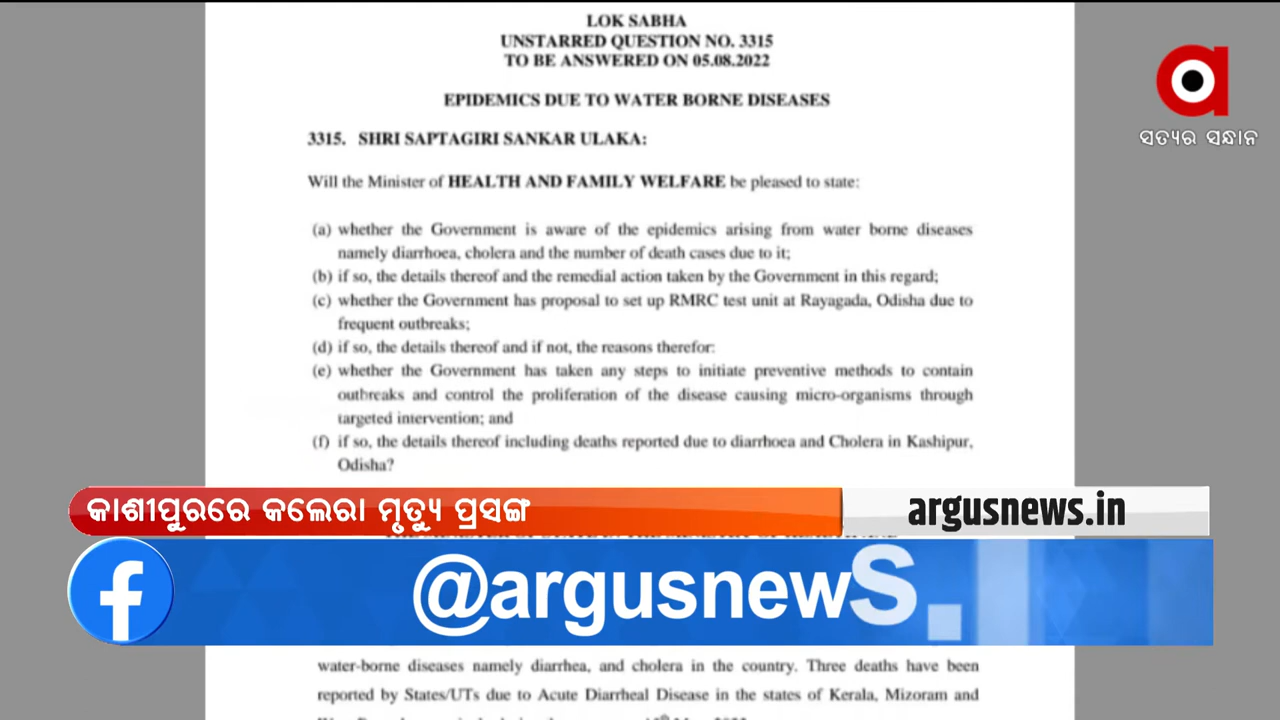 LOK SABHA
UNSTARRED QUESTION NO. 3315
TO BE ANSWERED ON 05.08.2022
EPIDEMICS DUE TO WATER BORNE DISEASES
3315. SHRI SAPTAGIRI SANKAR ULAKA:
Will the Minister of HEALTH AND FAMILY WELFARE be pleased to state:
(a) whether the Government is aware of the epidemics arising from water borne diseases
namely diarrhoea, cholera and the number of death cases due to it;
(b) if so, the details thereof and the remedial action taken by the Government in this regard;
(c) whether the Government has proposal to set up RMRC test unit at Rayagada, Odisha due to
frequent outbreaks;
(d) if so, the details thereof and if not, the reasons therefor:
(e) whether the Government has taken any steps to initiate preventive methods to contain
outbreaks and control the proliferation of the disease causing micro-organisms through
targeted intervention; and
(f) if so, the details thereof including deaths reported due to diarrhoea and Cholera in Kashipur,
Odisha?
ସତ୍ୟର ସନ୍ଧାନ
କାଶୀପୁରରେ କଲେରା ମୃତ୍ୟୁ ପ୍ରସଙ୍ଗ
argusnews.in
@argusnews.
water-borne diseases namely diarrhea, and cholera in the country. Three deaths have been
reported by States/UTs due to Acute Diarrheal Disease in the states of Kerala, Mizoram and